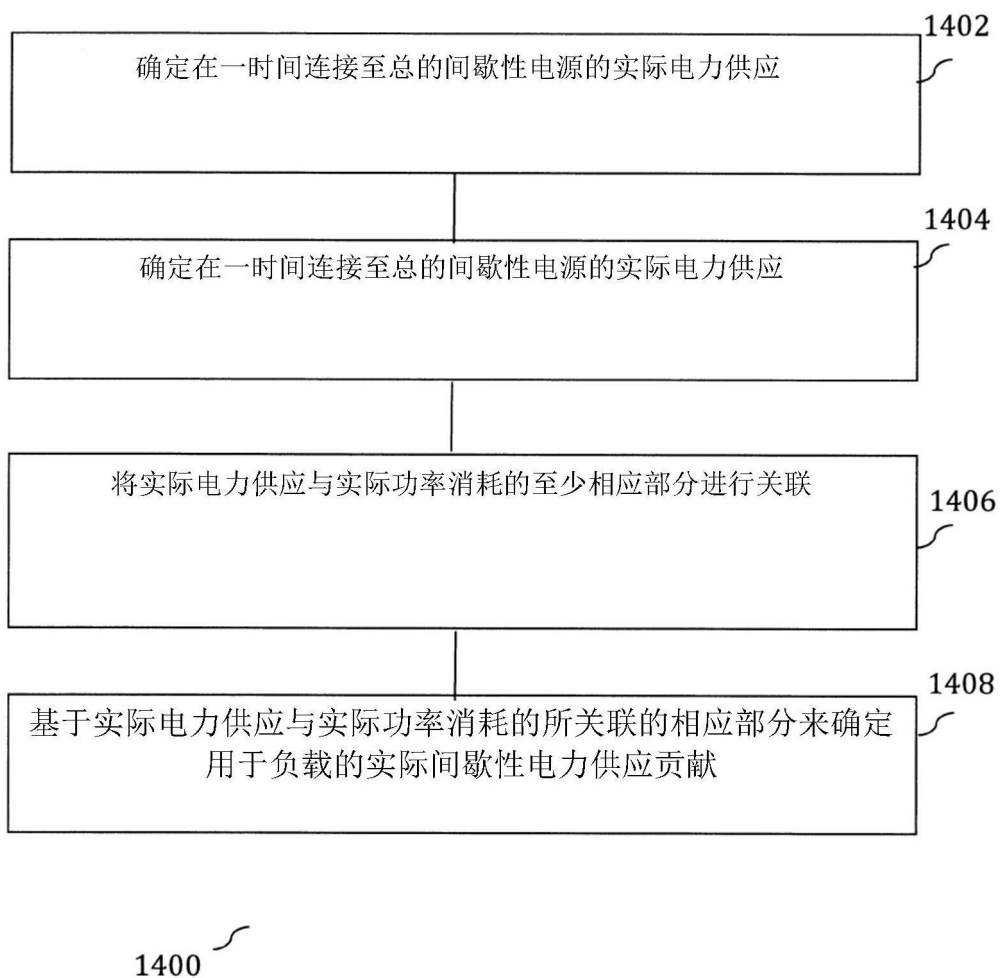 1402
确定在一时间连接至总的间歇性电源的实际电力供应
1404
确定在一时间连接至总的间歇性电源的实际电力供应
将实际电力供应与实际功率消耗的至少相应部分进行关联
1406
1408
基于实际电力供应与实际功率消耗的所关联的相应部分来确定
用于负载的实际间歇性电力供应贡献
1400